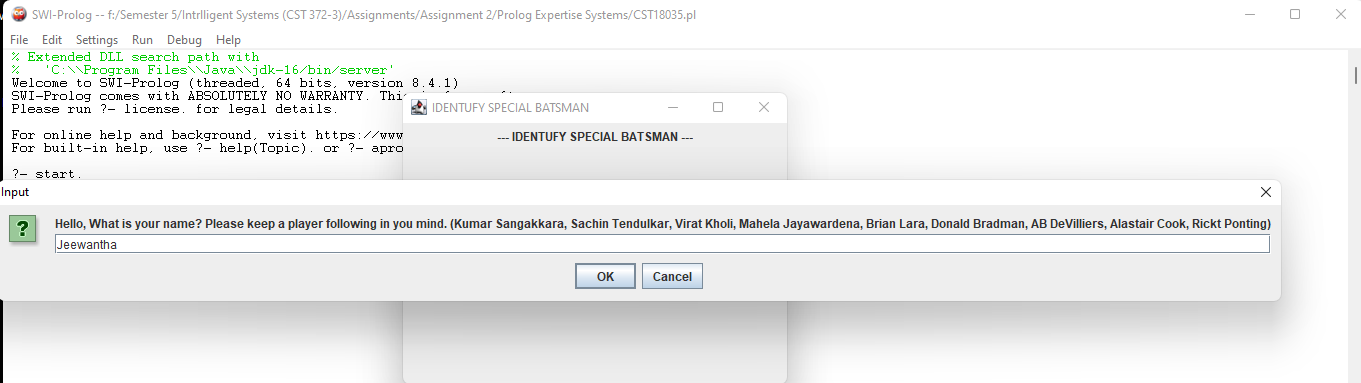 SWI-Prolog -- f:/Semester 5/Intrlligent Systems (CST 372-3)/Assignments/Assignment 2/Prolog Expertise Systems/CST18035.pl
File Edit Settings Run Debug Help
% Extended DLL search path with
% 'C:\\Program Files\\Java\\jdk-16/bin/server'
Welcome to SWI-Prolog (threaded, 64 bits, version 8.4.1)
SWI-Prolog comes with ABSOLUTELY NO WARRANTY.
Please run ?- license. for legal details.
For online help and background, visit https://www
For built-in help, use ?- help(Topic). or ?- apro
?- start.
IDENTUFY SPECIAL BATSMAN
--- IDENTUFY SPECIAL BATSMAN ---
Input
Hello, What is your name? Please keep a player following in you mind. (Kumar Sangakkara, Sachin Tendulkar, Virat Kholi, Mahela Jayawardena, Brian Lara, Donald Bradman, AB DeVilliers, Alastair Cook, Rickt Ponting)
Jeewantha
OK Cancel